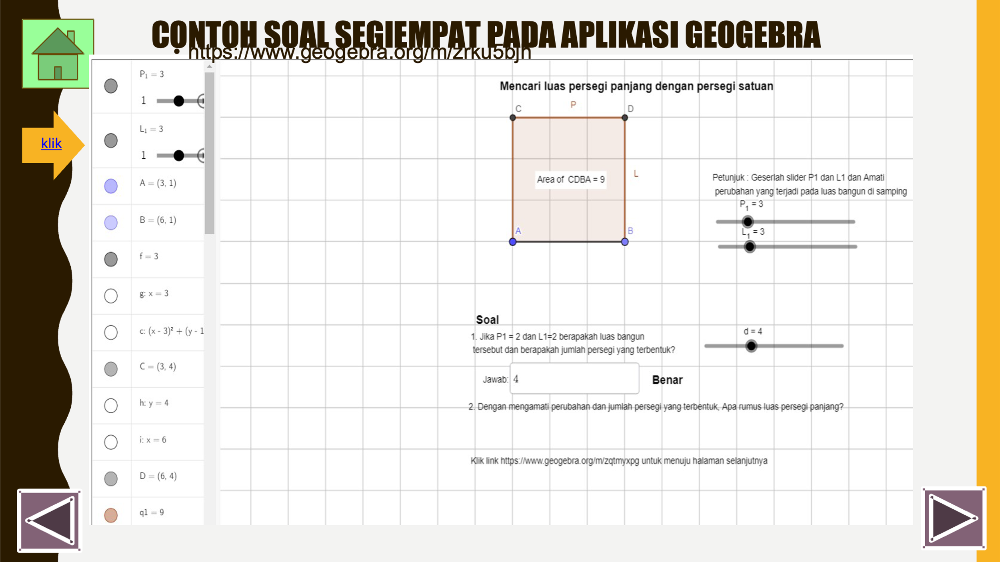 CONTOH SOAL SEGIEMPAT PADA APLIKASI GEOGEBRA
• https://www.geogebra.org/m/zrku5bjh
klik
P₁ = 3
1
L₁ = 3
1
A = (3, 1)
B = (6, 1)
f = 3
g: x = 3
c: (x - 3)² + (y - 1
C = (3, 4)
h: y = 4
i: x = 6
D = (6, 4)
q1 = 9
Mencari luas persegi panjang dengan persegi satuan
C
P
D
Area of CDBA = 9
L
A
B
Petunjuk : Geserlah slider P1 dan L1 dan Amati
perubahan yang terjadi pada luas bangun di samping
P₁ = 3
L₁ = 3
Soal
1. Jika P1 = 2 dan L1=2 berapakah luas bangun
tersebut dan berapakah jumlah persegi yang terbentuk?
d = 4
Jawab: 4
Benar
2. Dengan mengamati perubahan dan jumlah persegi yang terbentuk, Apa rumus luas persegi panjang?
Klik link https://www.geogebra.org/m/zqtmyxpg untuk menuju halaman selanjutnya